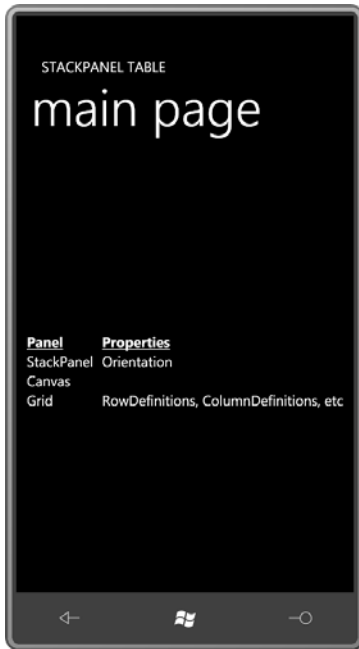 STACKPANEL TABLE
main page
Panel Properties
StackPanel Orientation
Canvas
Grid RowDefinitions, ColumnDefinitions, etc